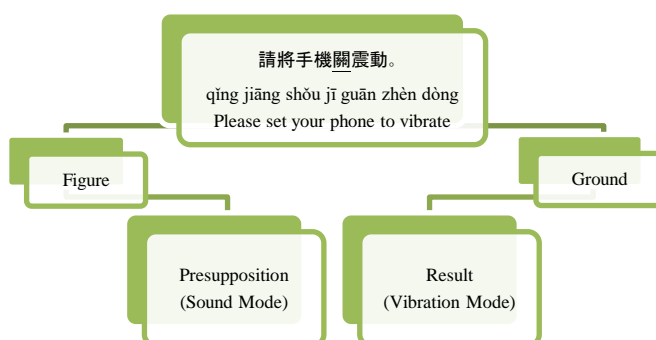 請將手機關震動。
qǐng jiāng shǒu jī guān zhèn dòng
Please set your phone to vibrate
Figure
Ground
Presupposition
(Sound Mode)
Result
(Vibration Mode)